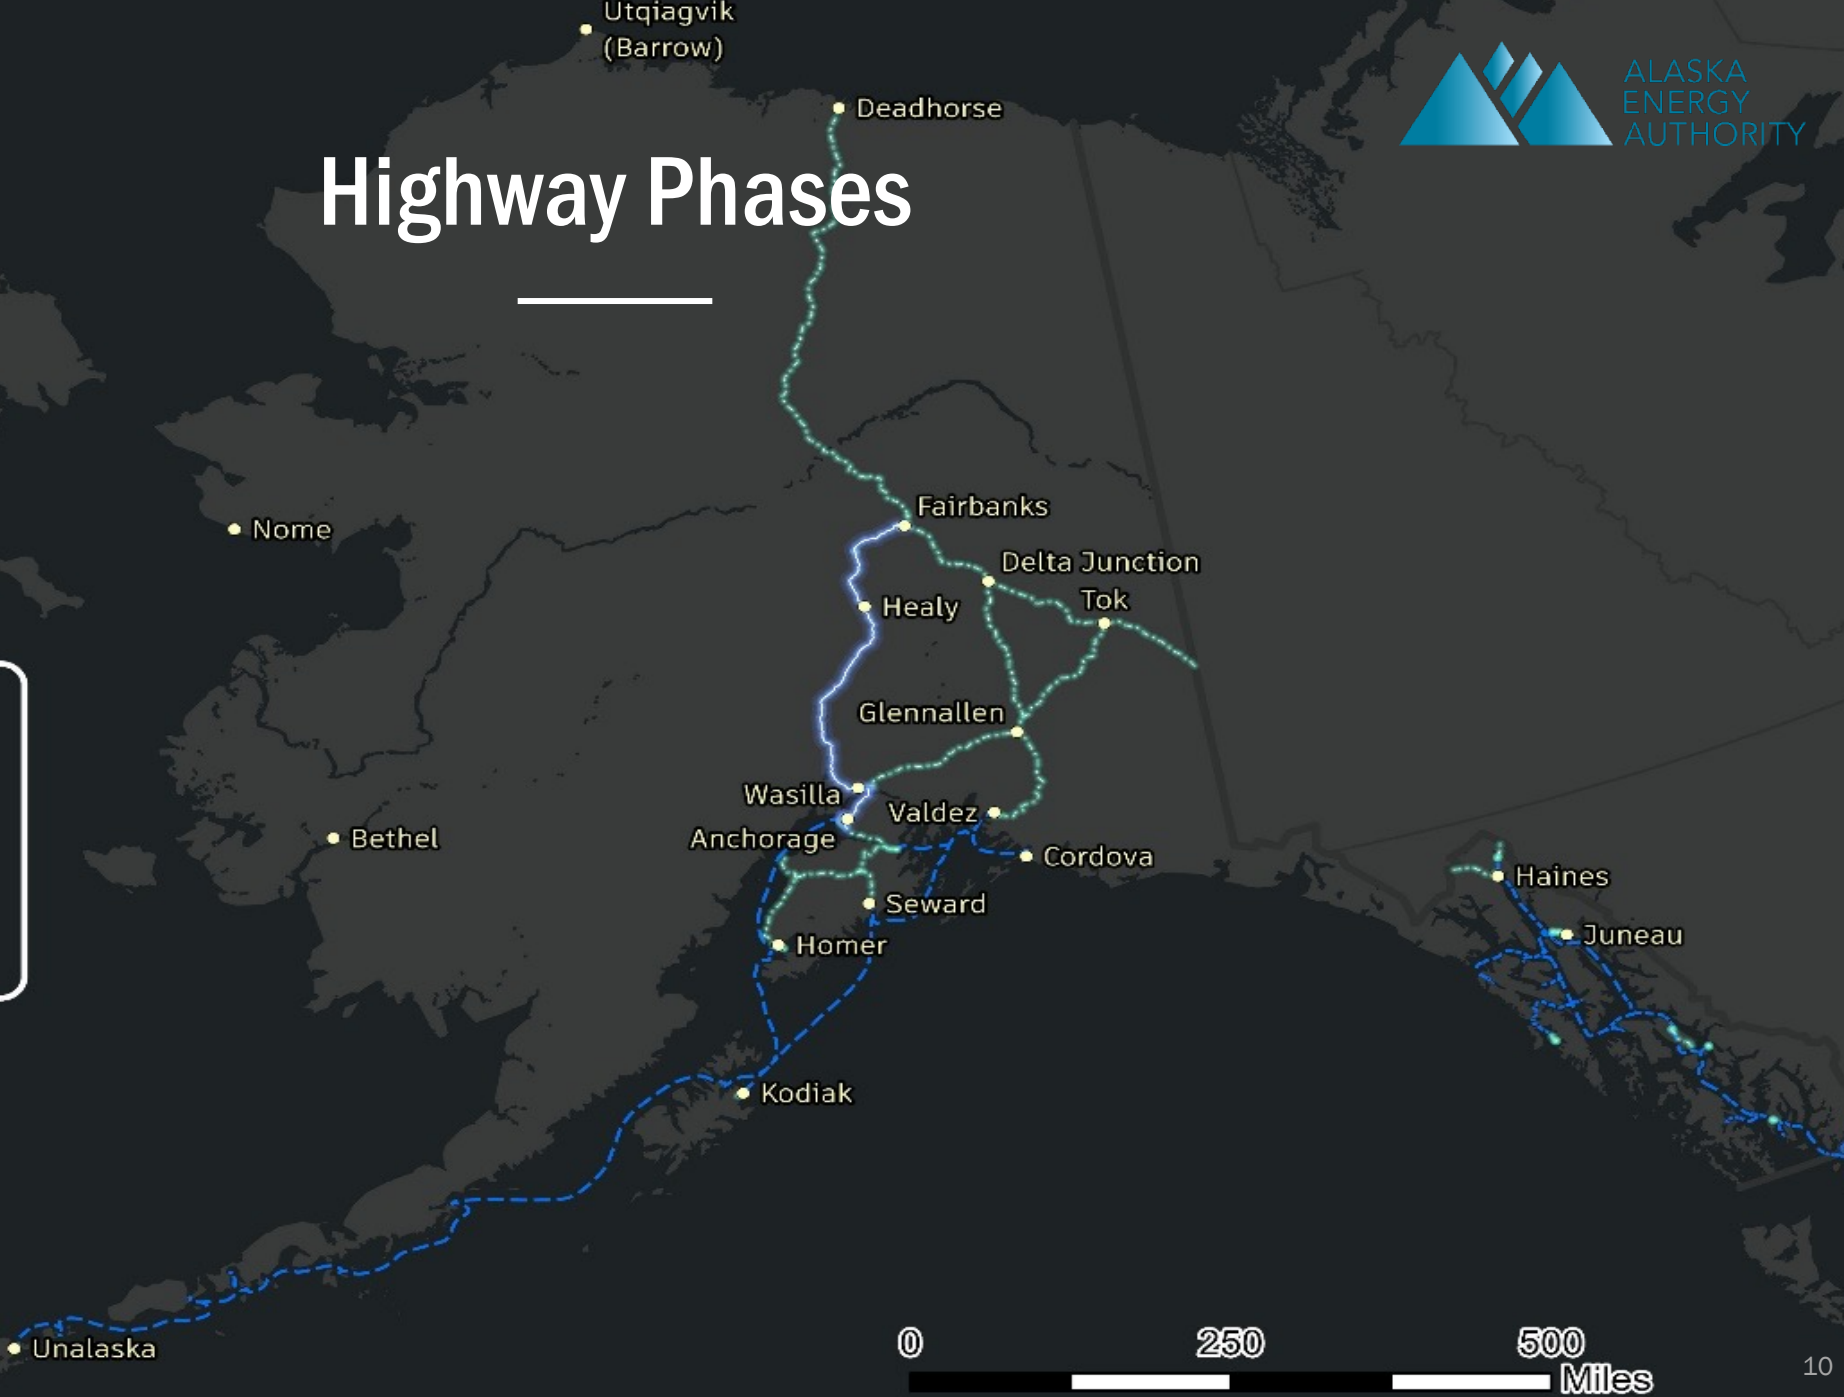 Utqiagvik
(Barrow)
ALASKA
ENERGY
AUTHORITY
Deadhorse
Highway Phases
Fairbanks
Nome
Delta Junction
Tok
Healy
Glennallen
Wasilla
Valdez
Anchorage
Bethel
Cordova
Haines
Seward
Juneau
Homer
Kodiak
Unalaska
0 250 500
Miles
10